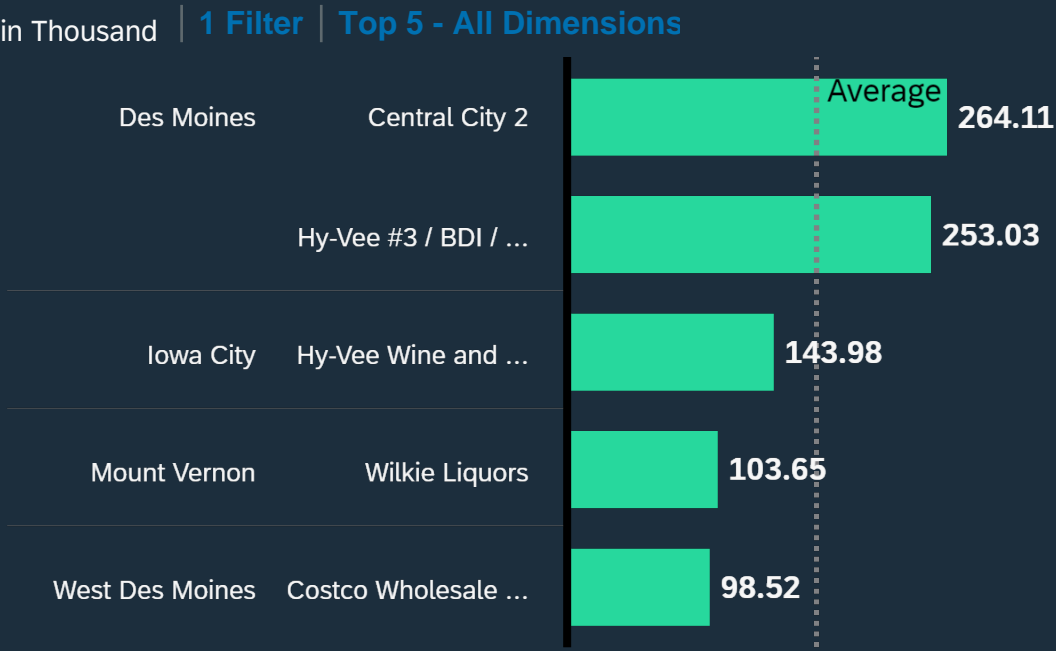 in Thousand | 1 Filter | Top 5 - All Dimensions
Average
Des Moines Central City 2 264.11
Hy-Vee #3 / BDI / ... 253.03
Iowa City Hy-Vee Wine and ... 143.98
Mount Vernon Wilkie Liquors 103.65
West Des Moines Costco Wholesale ... 98.52